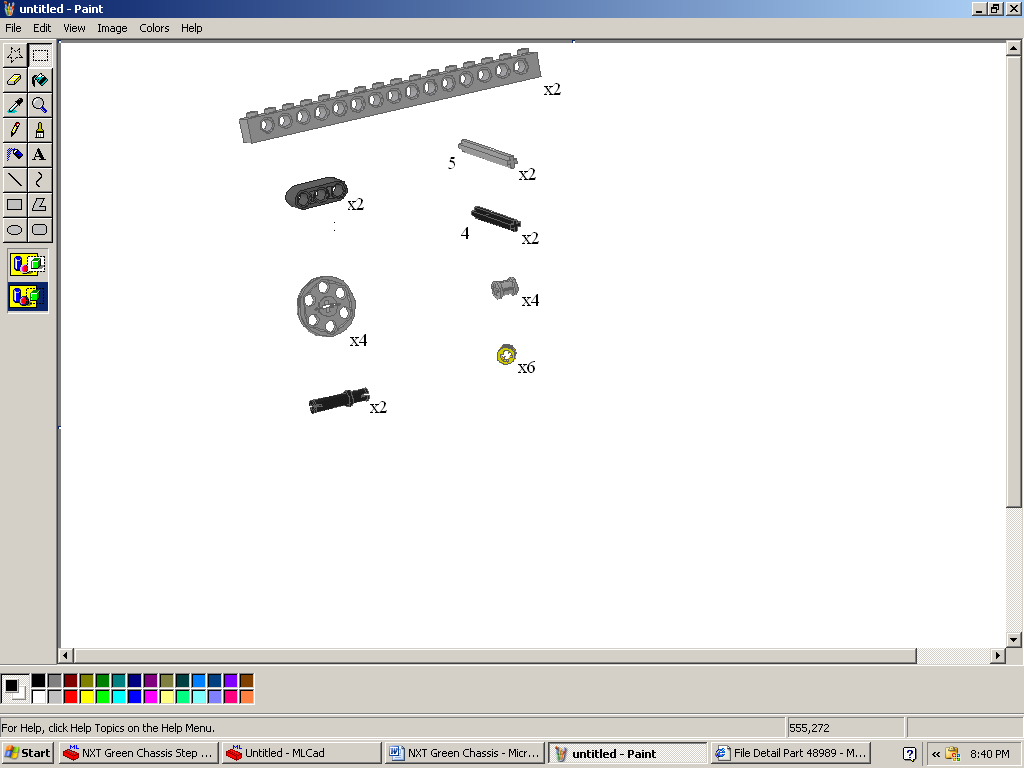 untitled - Paint
File Edit View Image Colors Help
x2
5
x2
x2
4
x2
x4
x4
x6
x2
For Help, click Help Topics on the Help Menu.
555,272
Start
NXT Green Chassis Step ...
Untitled - MLCad
NXT Green Chassis - Micr...
untitled - Paint
File Detail Part 48989 - M...
8:40 PM